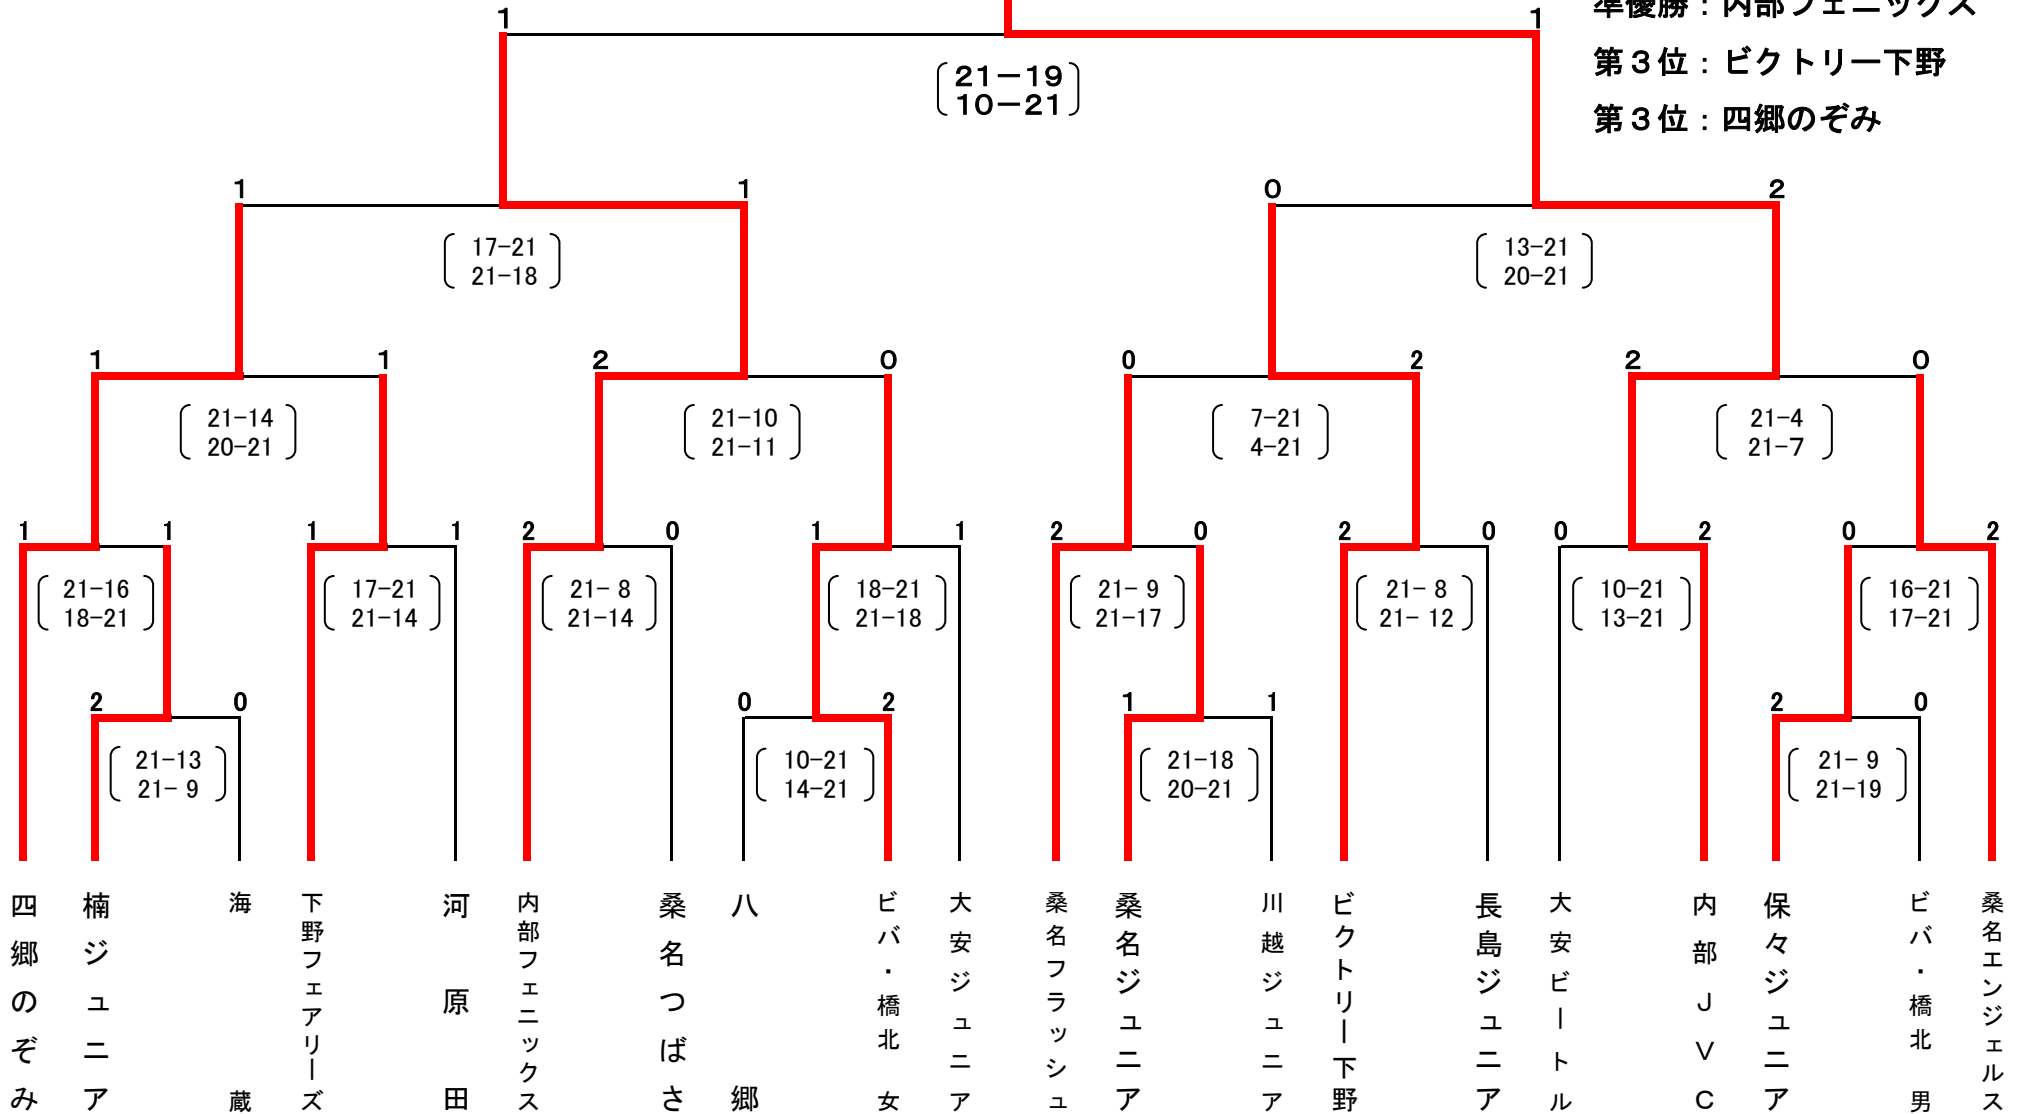 準優勝：内部フェニックス
1 1
21－19
10－21
第３位：ビクトリー下野
第３位：四郷のぞみ
1 1 0 2
17-21 13-21
21-18 20-21
1 1 2 0 0 2 2 0
21-14 21-10 7-21 21-4
20-21 21-11 4-21 21-7
1 1 1 1 2 0 1 1 2 0 2 0 0 2 0 2
21-16 17-21 21- 8 18-21 21- 9 21- 8 10-21 16-21
18-21 21-14 21-14 21-18 21-17 21- 12 13-21 17-21
2 0 0 2 1 1 2 0
21-13 10-21 21-18 21- 9
21- 9 14-21 20-21 21-19
四郷のぞみ
楠ジュニア
海蔵
下野フェアリーズ
河原田
内部フェニックス
桑名つばさ
八郷
ビバ・橋北 女
大安ジュニア
桑名フラッシュ
桑名ジュニア
川越ジュニア
ビクトリー下野
長島ジュニア
大安ビートル
内部ＪＶＣ
保々ジュニア
ビバ・橋北 男
桑名エンジェルス